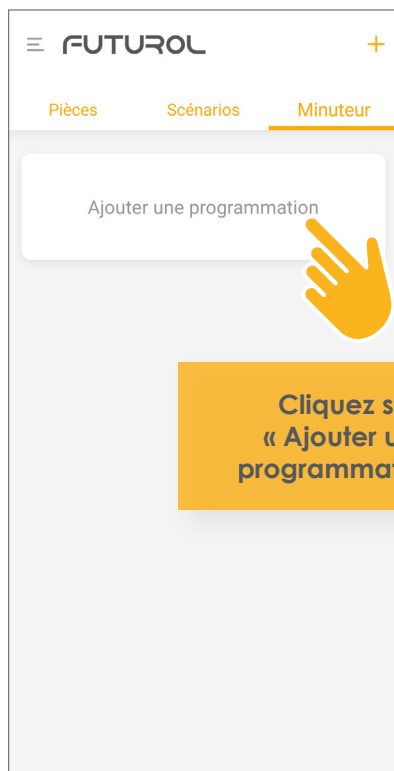 FUTUROL
Pièces Scénarios Minuteur
Ajouter une programmation
Cliquez
« Ajouter